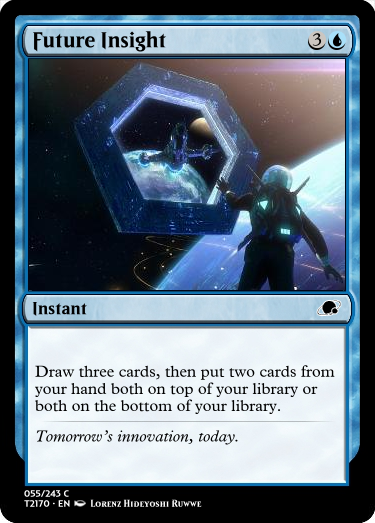 Future Insight 3
Instant
Draw three cards, then put two cards from
your hand both on top of your library or
both on the bottom of your library.
Tomorrow's innovation, today.
055/243 C
T2170 · EN Lorenz Hideyoshi Ruwwe